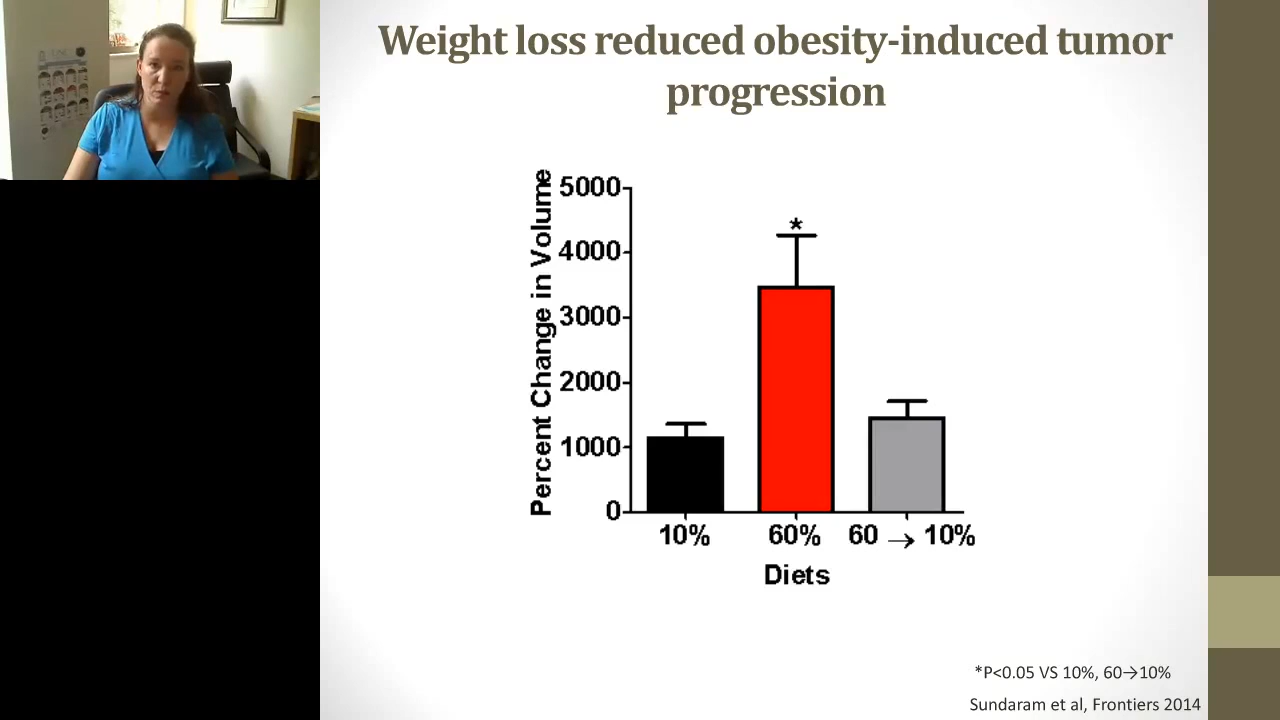 Weight loss reduced obesity-induced tumor
progression
Percent Change in Volume
5000
4000
3000
2000
1000
0
*
10%
60%
60 → 10%
Diets
*P<0.05 VS 10%, 60→10%
Sundaram et al, Frontiers 2014